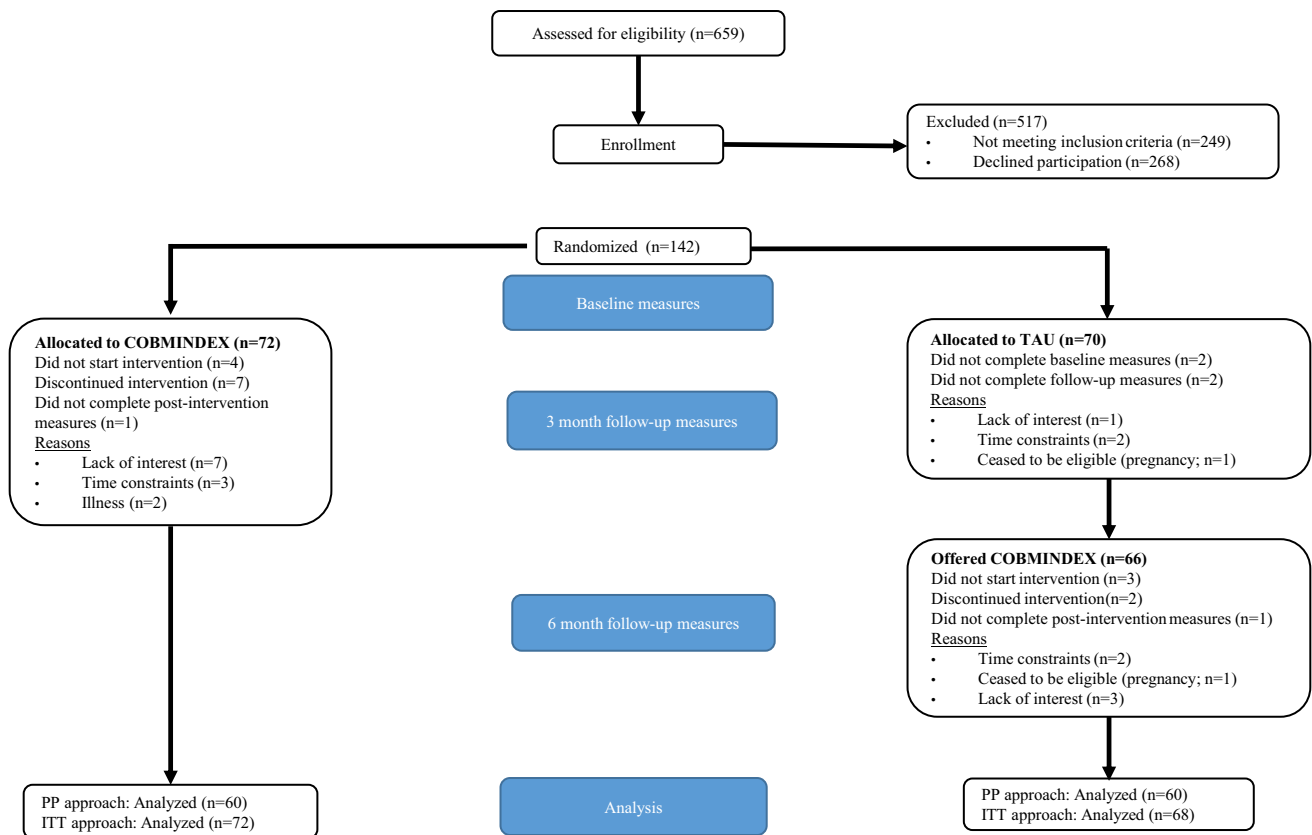 Assessed for eligibility (n=659)
Enrollment
Excluded (n=517)
• Not meeting inclusion criteria (n=249)
• Declined participation (n=268)
Randomized (n=142)
Baseline measures
Allocated to COBMINDEX (n=72)
Did not start intervention (n=4)
Discontinued intervention (n=7)
Did not complete post-intervention
measures (n=1)
Reasons
• Lack of interest (n=7)
• Time constraints (n=3)
• Illness (n=2)
Allocated to TAU (n=70)
Did not complete baseline measures (n=2)
Did not complete follow-up measures (n=2)
Reasons
• Lack of interest (n=1)
• Time constraints (n=2)
• Ceased to be eligible (pregnancy; n=1)
3 month follow-up measures
Offered COBMINDEX (n=66)
Did not start intervention (n=3)
Discontinued intervention(n=2)
Did not complete post-intervention measures (n=1)
Reasons
• Time constraints (n=2)
• Ceased to be eligible (pregnancy; n=1)
• Lack of interest (n=3)
6 month follow-up measures
PP approach: Analyzed (n=60)
ITT approach: Analyzed (n=72)
Analysis
PP approach: Analyzed (n=60)
ITT approach: Analyzed (n=68)